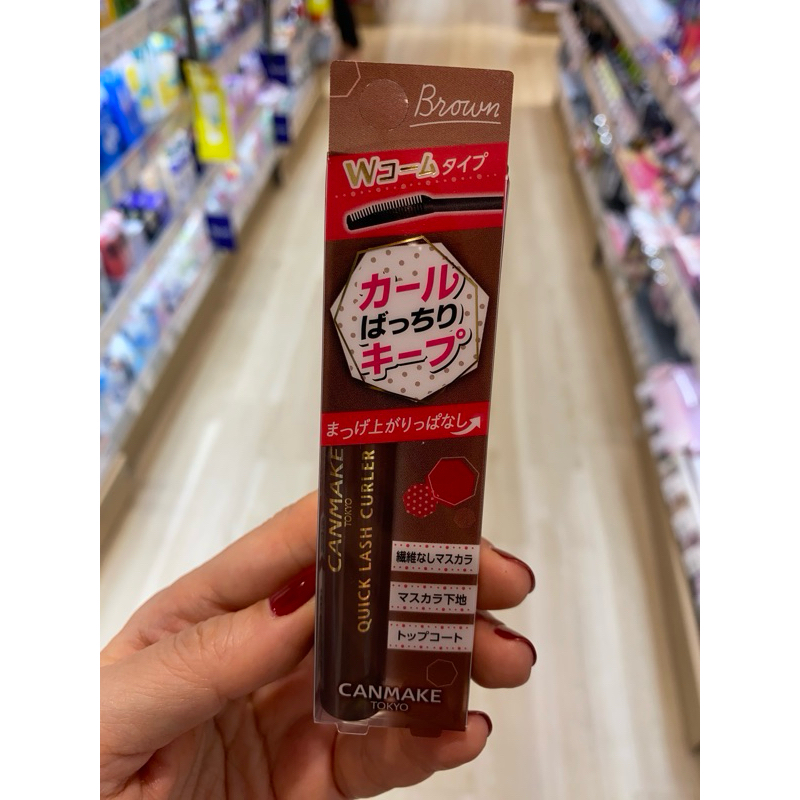 Brown
Wコームタイプ
カール
ばっちり
キープ
まつげ上がりっぱなし
CANMAKE
TOKYO
QUICK LASH CURLER
繊維なしマスカラ
マスカラ下地
トップコート
CANMAKE
TOKYO